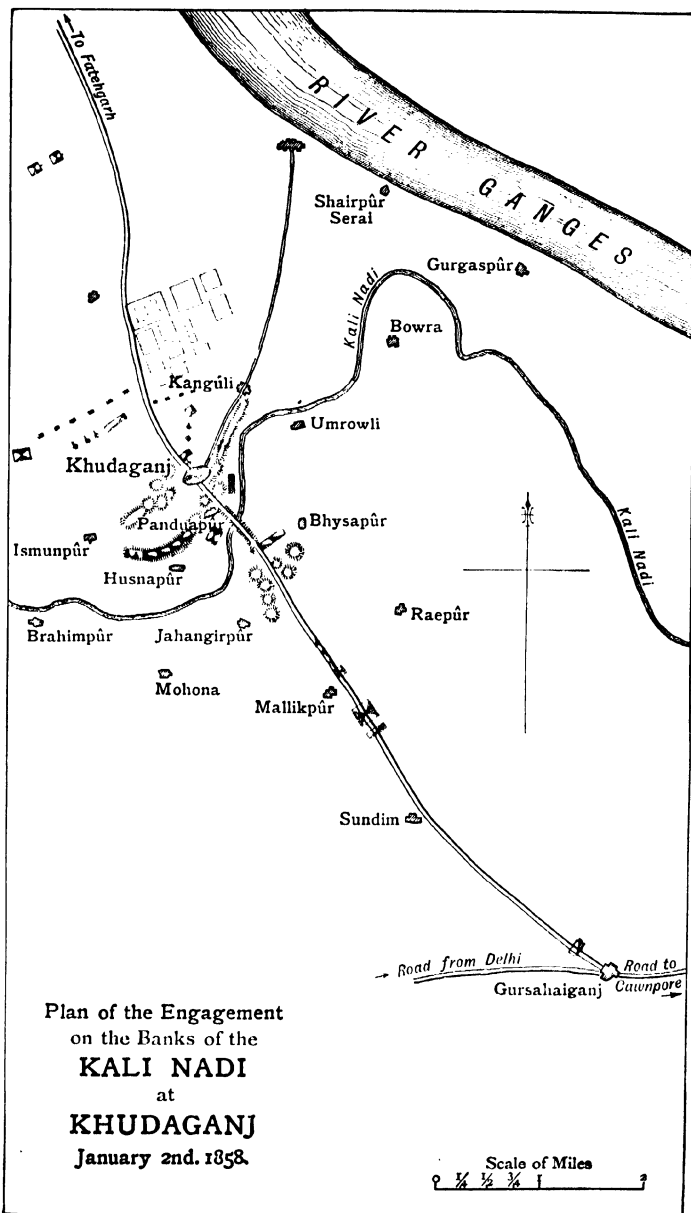 To Fatehgarh
RIVER GANGES
Shairpûr
Serai
Gurgaspûr
Kali Nadi
Bowra
Kangúli
Umrowli
Khudaganj
Kali Nadi
Panduapúr
Bhysapûr
Ismunpûr
Husnapûr
Raepûr
Brahimpûr
Jahangirpûr
Mohona
Mallikpûr
Sundim
Road from Delhi
Road to
Cawnpore
Gursahaiganj
Plan of the Engagement
on the Banks of the
KALI NADI
at
KHUDAGANJ
January 2nd. 1858.
Scale of Miles
0 1/4 1/2 3/4 1 2